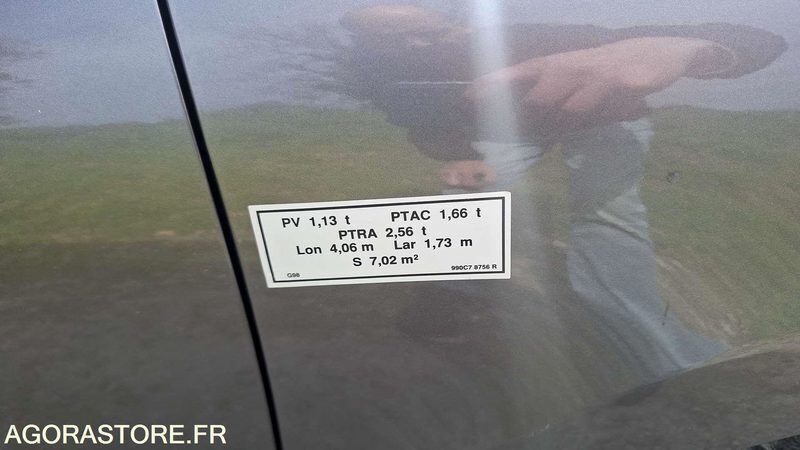 PV 1,13 t PTAC 1,66 t
PTRA 2,56 t
Lon 4,06 m Lar 1,73 m
S 7,02 m²
G98 990C7 8756 R
AGORASTORE.FR